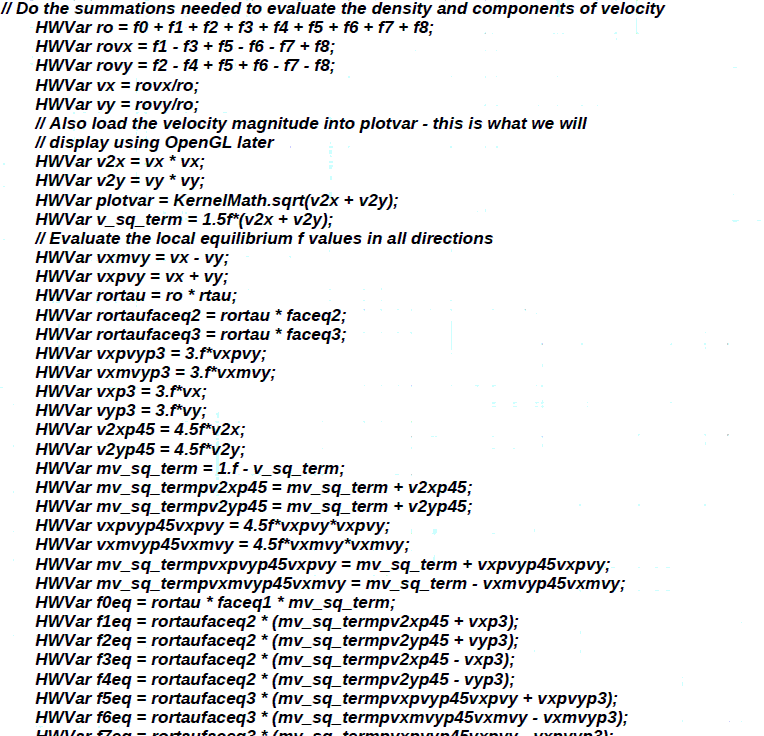 // Do the summations needed to evaluate the density and components of velocity
HWVar ro = f0 + f1 + f2 + f3 + f4 + f5 + f6 + f7 + f8;
HWVar rovx = f1 - f3 + f5 - f6 - f7 + f8;
HWVar rovy = f2 - f4 + f5 + f6 - f7 - f8;
HWVar vx = rovx/ro;
HWVar vy = rovy/ro;
// Also load the velocity magnitude into plotvar - this is what we will
// display using OpenGL later
HWVar v2x = vx * vx;
HWVar v2y = vy * vy;
HWVar plotvar = KernelMath.sqrt(v2x + v2y);
HWVar v_sq_term = 1.5f*(v2x + v2y);
// Evaluate the local equilibrium f values in all directions
HWVar vxmvy = vx - vy;
HWVar vxpvy = vx + vy;
HWVar rortau = ro * rtau;
HWVar rortaufaceq2 = rortau * faceq2;
HWVar rortaufaceq3 = rortau * faceq3;
HWVar vxpvyp3 = 3.f*vxpvy;
HWVar vxmvyp3 = 3.f*vxmvy;
HWVar vxp3 = 3.f*vx;
HWVar vyp3 = 3.f*vy;
HWVar v2xp45 = 4.5f*v2x;
HWVar v2yp45 = 4.5f*v2y;
HWVar mv_sq_term = 1.f - v_sq_term;
HWVar mv_sq_termpv2xp45 = mv_sq_term + v2xp45;
HWVar mv_sq_termpv2yp45 = mv_sq_term + v2yp45;
HWVar vxpvyp45vxpvy = 4.5f*vxpvy*vxpvy;
HWVar vxmvyp45vxmvy = 4.5f*vxmvy*vxmvy;
HWVar mv_sq_termpvxpvyp45vxpvy = mv_sq_term + vxpvyp45vxpvy;
HWVar mv_sq_termpvxmvyp45vxmvy = mv_sq_term - vxmvyp45vxmvy;
HWVar f0eq = rortau * faceq1 * mv_sq_term;
HWVar f1eq = rortaufaceq2 * (mv_sq_termpv2xp45 + vxp3);
HWVar f2eq = rortaufaceq2 * (mv_sq_termpv2yp45 + vyp3);
HWVar f3eq = rortaufaceq2 * (mv_sq_termpv2xp45 - vxp3);
HWVar f4eq = rortaufaceq2 * (mv_sq_termpv2yp45 - vyp3);
HWVar f5eq = rortaufaceq3 * (mv_sq_termpvxpvyp45vxpvy + vxpvyp3);
HWVar f6eq = rortaufaceq3 * (mv_sq_termpvxmvyp45vxmvy - vxmvyp3);
HWVar f7eq = rortaufaceq3 * (mv_sq_termpvxpvyp45vxpvy - vxpvyp3);